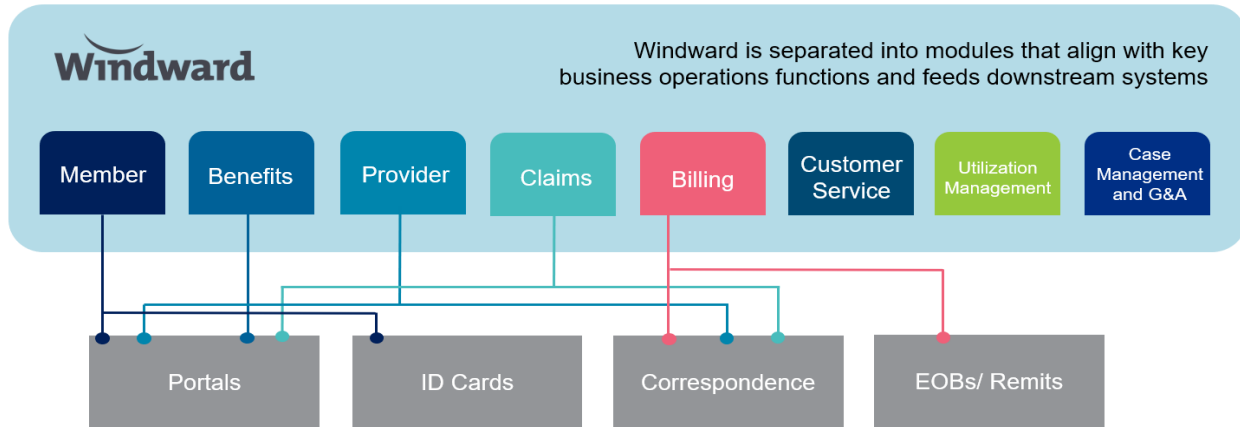 Windward
Windward is separated into modules that align with key
business operations functions and feeds downstream systems
Member
Benefits
Provider
Claims
Billing
Customer
Service
Utilization
Management
Case
Management
and G&A
Portals
ID Cards
Correspondence
EOBs/ Remits